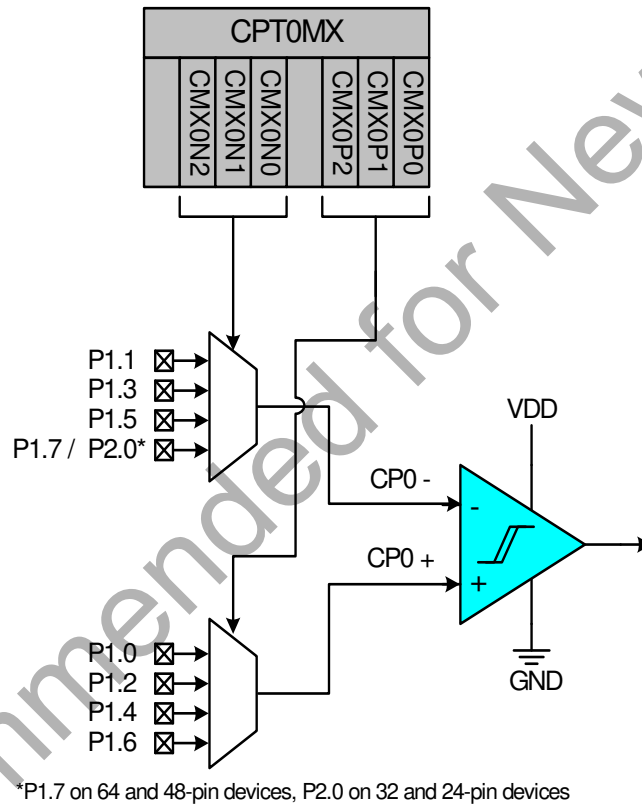 CPT0MX
CMX0N2
CMX0N1
CMX0N0
CMX0P2
CMX0P1
CMX0P0
P1.1
P1.3
P1.5
P1.7 / P2.0*
VDD
CP0 -
-
CP0 +
+
GND
P1.0
P1.2
P1.4
P1.6
*P1.7 on 64 and 48-pin devices, P2.0 on 32 and 24-pin devices
for